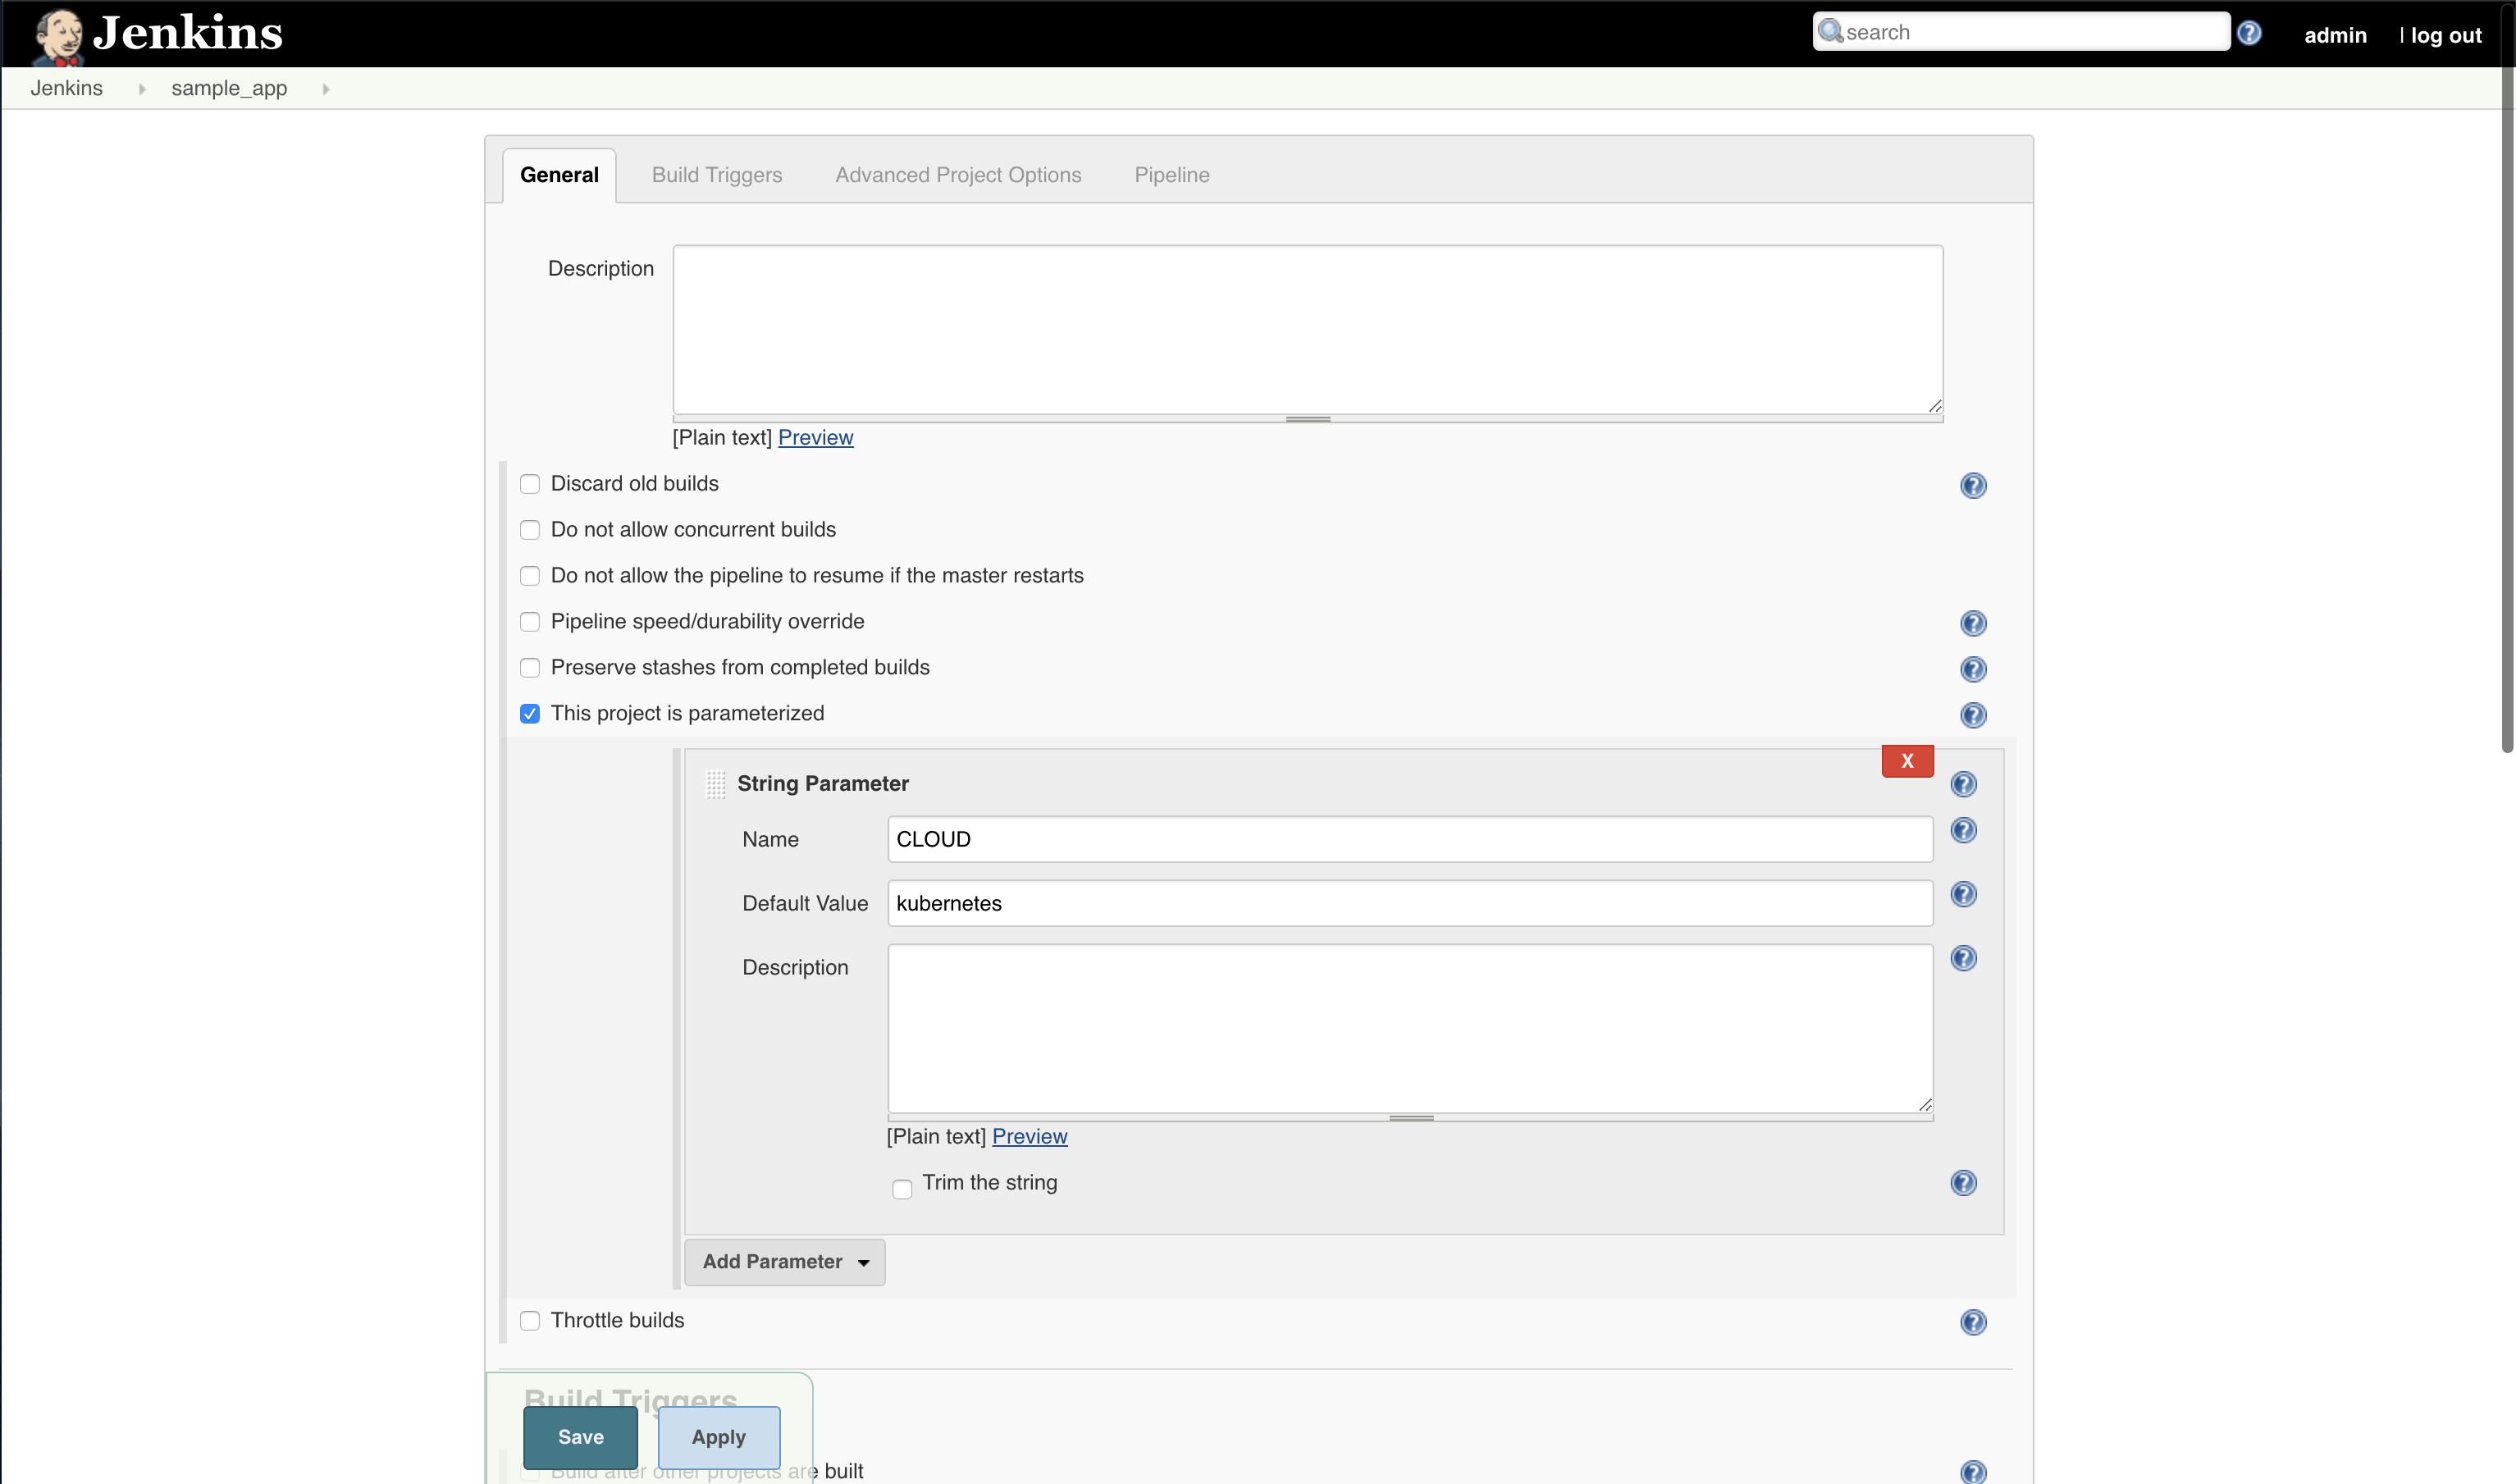 Jenkins
search
admin
| log out
Jenkins
sample_app
General
Build Triggers
Advanced Project Options
Pipeline
Description
[Plain text] Preview
Discard old builds
Do not allow concurrent builds
Do not allow the pipeline to resume if the master restarts
Pipeline speed/durability override
Preserve stashes from completed builds
This project is parameterized
X
String Parameter
Name
CLOUD
Default Value
kubernetes
Description
[Plain text] Preview
Trim the string
Add Parameter
Throttle builds
Build Triggers
Save
Apply
Build after other projects are built